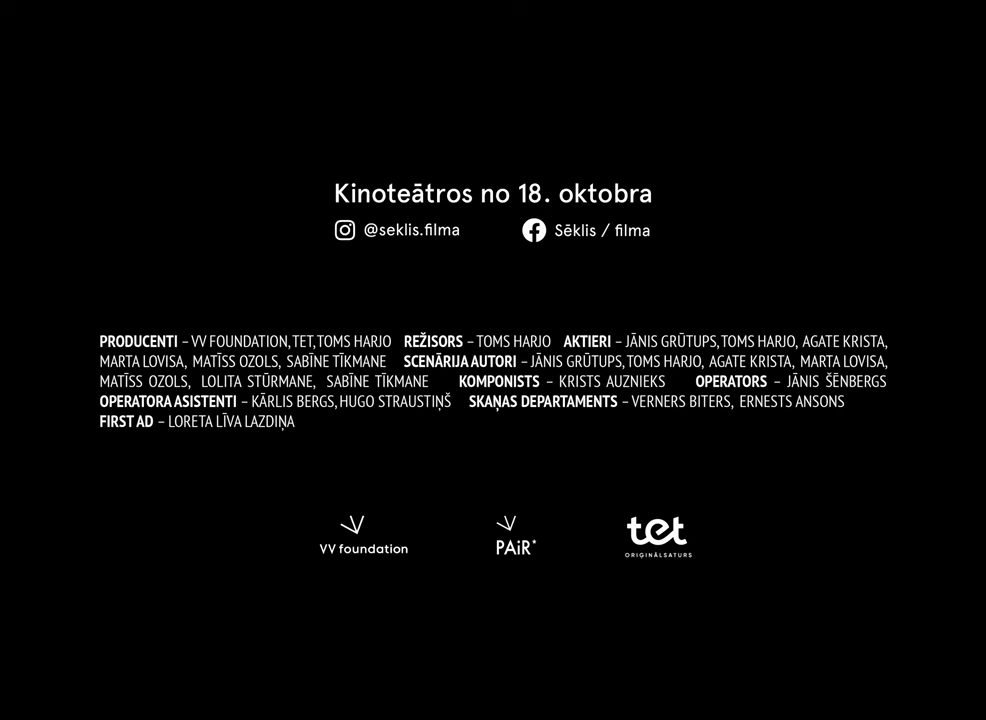 Kinoteātros no 18. oktobra
@seklis.filma Sēklis / filma
PRODUCENTI – VV FOUNDATION, TET, TOMS HARJO REŽISORS – TOMS HARJO AKTIERI – JĀNIS GRŪTUPS, TOMS HARJO, AGATE KRISTA,
MARTA LOVISA, MATĪSS OZOLS, SABĪNE TĪKMANE SCENĀRIJA AUTORI – JĀNIS GRŪTUPS, TOMS HARJO, AGATE KRISTA, MARTA LOVISA,
MATĪSS OZOLS, LOLITA STŪRMANE, SABĪNE TĪKMANE KOMPONISTS – KRISTS AUZNIEKS OPERATORS – JĀNIS ŠĒNBERGS
OPERATORA ASISTENTI – KĀRLIS BERGS, HUGO STRAUSTIŅŠ SKAŅAS DEPARTAMENTS – VERNERS BITERS, ERNESTS ANSONS
FIRST AD – LORETA LĪVA LAZDIŅA
VV foundation PAiR* tet
ORIĢINĀLSATURS